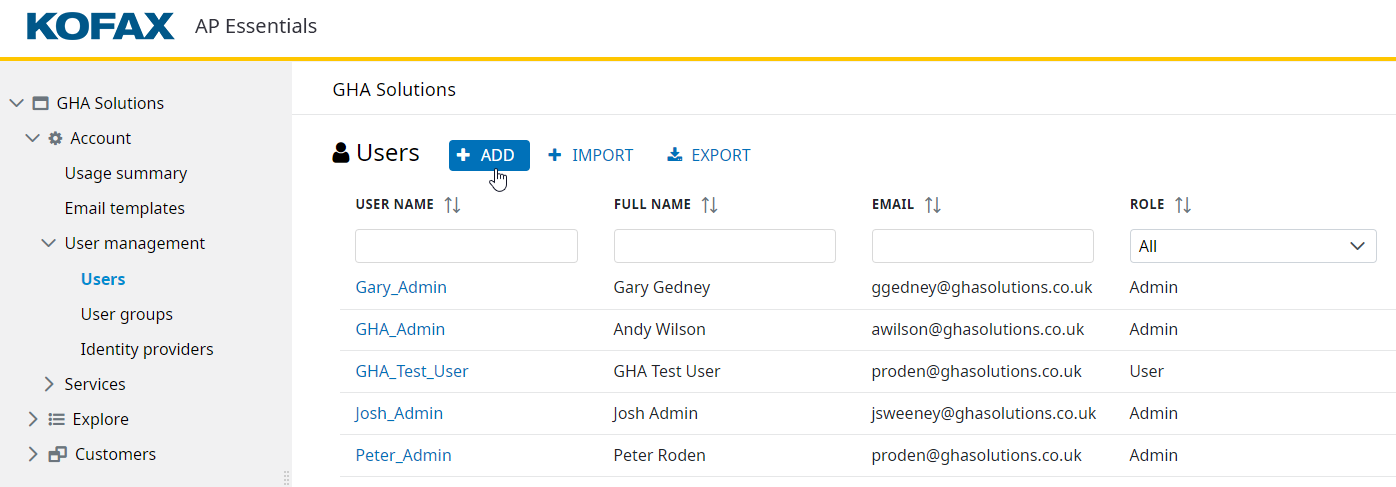 KOFAX AP Essentials
GHA Solutions
Account
Usage summary
Email templates
User management
Users
User groups
Identity providers
Services
Explore
Customers
GHA Solutions
Users ADD IMPORT EXPORT
USER NAME FULL NAME EMAIL ROLE
All
Gary_Admin Gary Gedney ggedney@ghasolutions.co.uk Admin
GHA_Admin Andy Wilson awilson@ghasolutions.co.uk Admin
GHA_Test_User GHA Test User proden@ghasolutions.co.uk User
Josh_Admin Josh Admin jsweeney@ghasolutions.co.uk Admin
Peter_Admin Peter Roden proden@ghasolutions.co.uk Admin